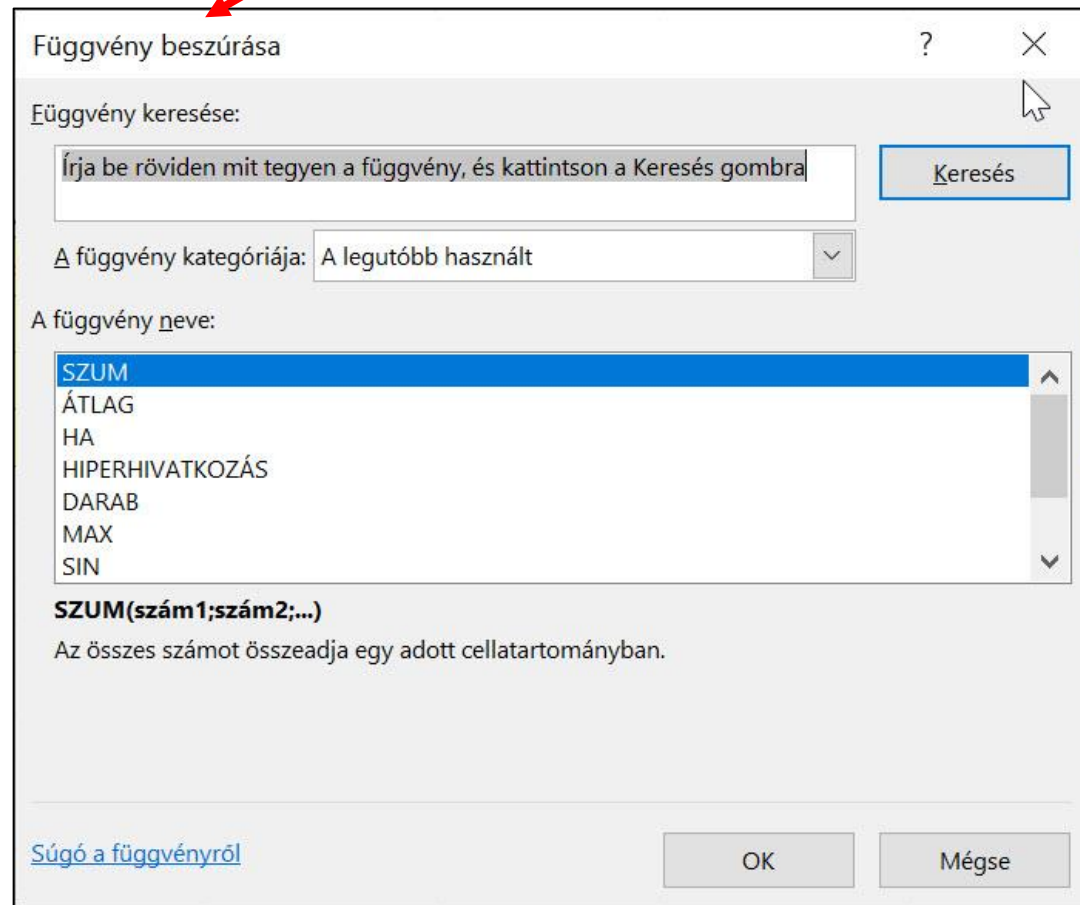 Függvény beszúrása
?
Függvény keresése:
Írja be röviden mit tegyen a függvény, és kattintson a Keresés gombra
Keresés
A függvény kategóriája: A legutóbb használt
A függvény neve:
SZUM
ÁTLAG
HA
HIPERHIVATKOZÁS
DARAB
MAX
SIN
SZUM(szám1;szám2;...)
Az összes számot összeadja egy adott cellatartományban.
Súgó a függvényről
OK
Mégse